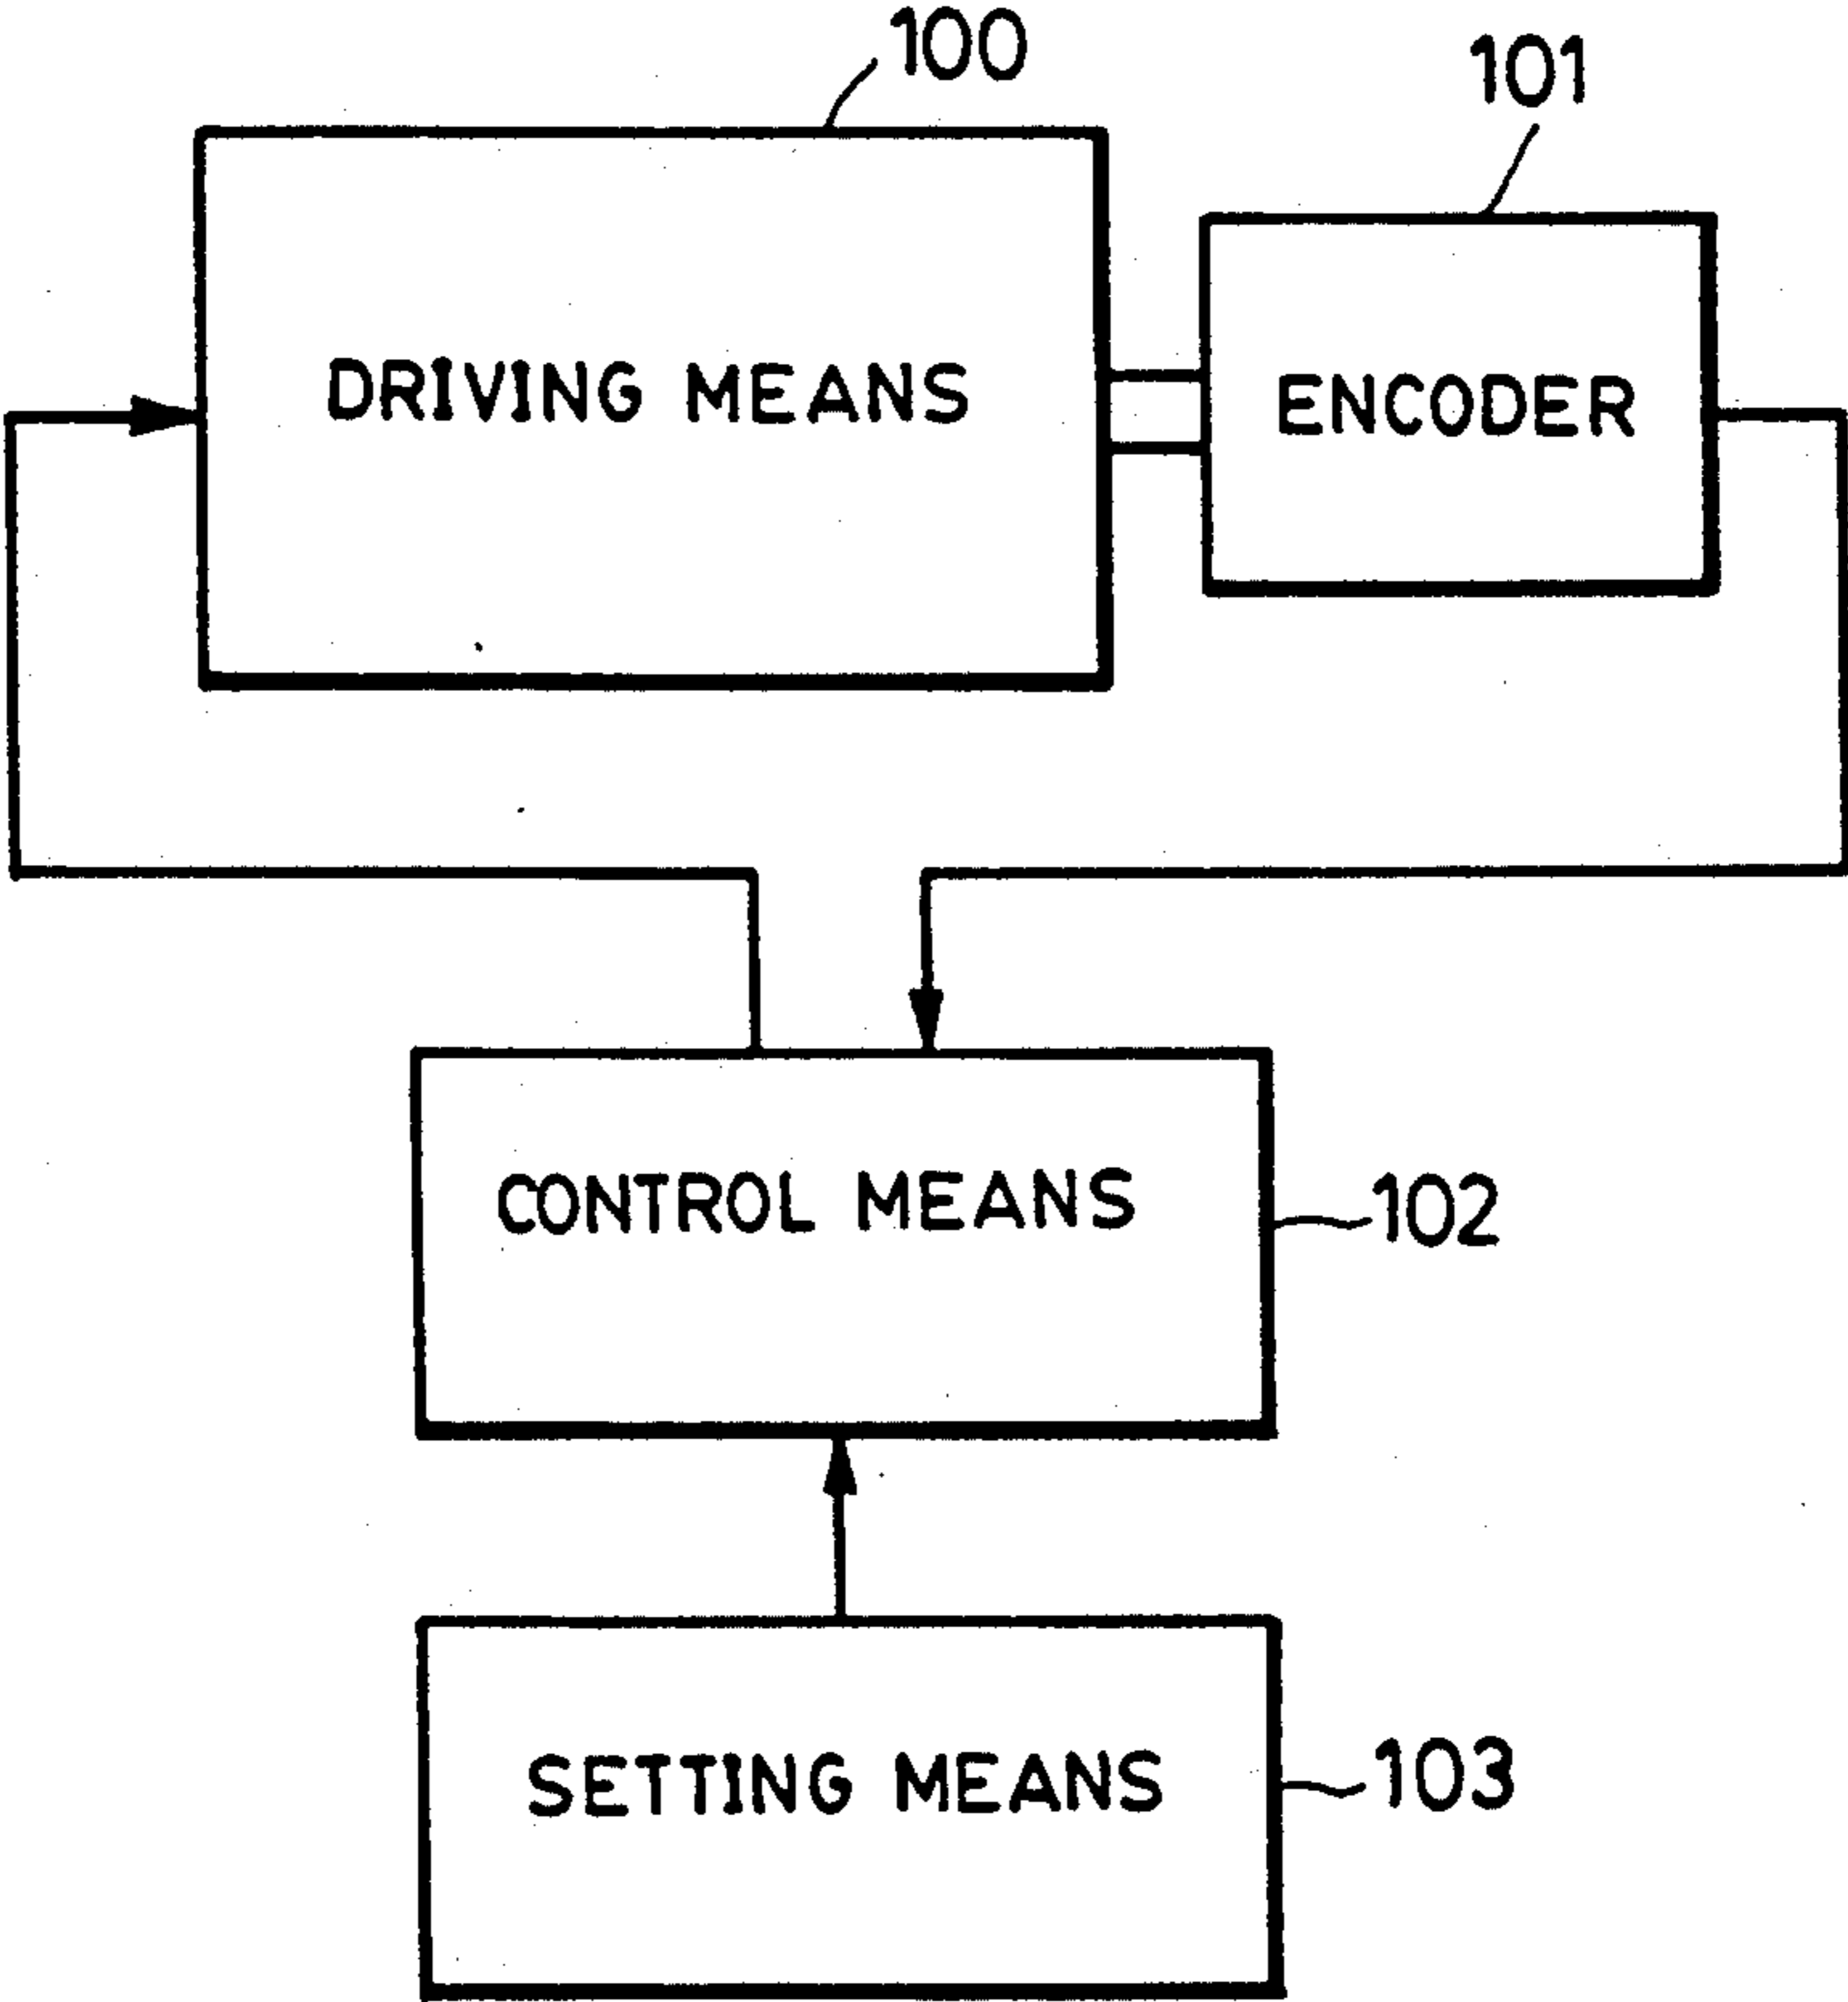 100
101
DRIVING MEANS
ENCODER
CONTROL MEANS
102
SETTING MEANS
103